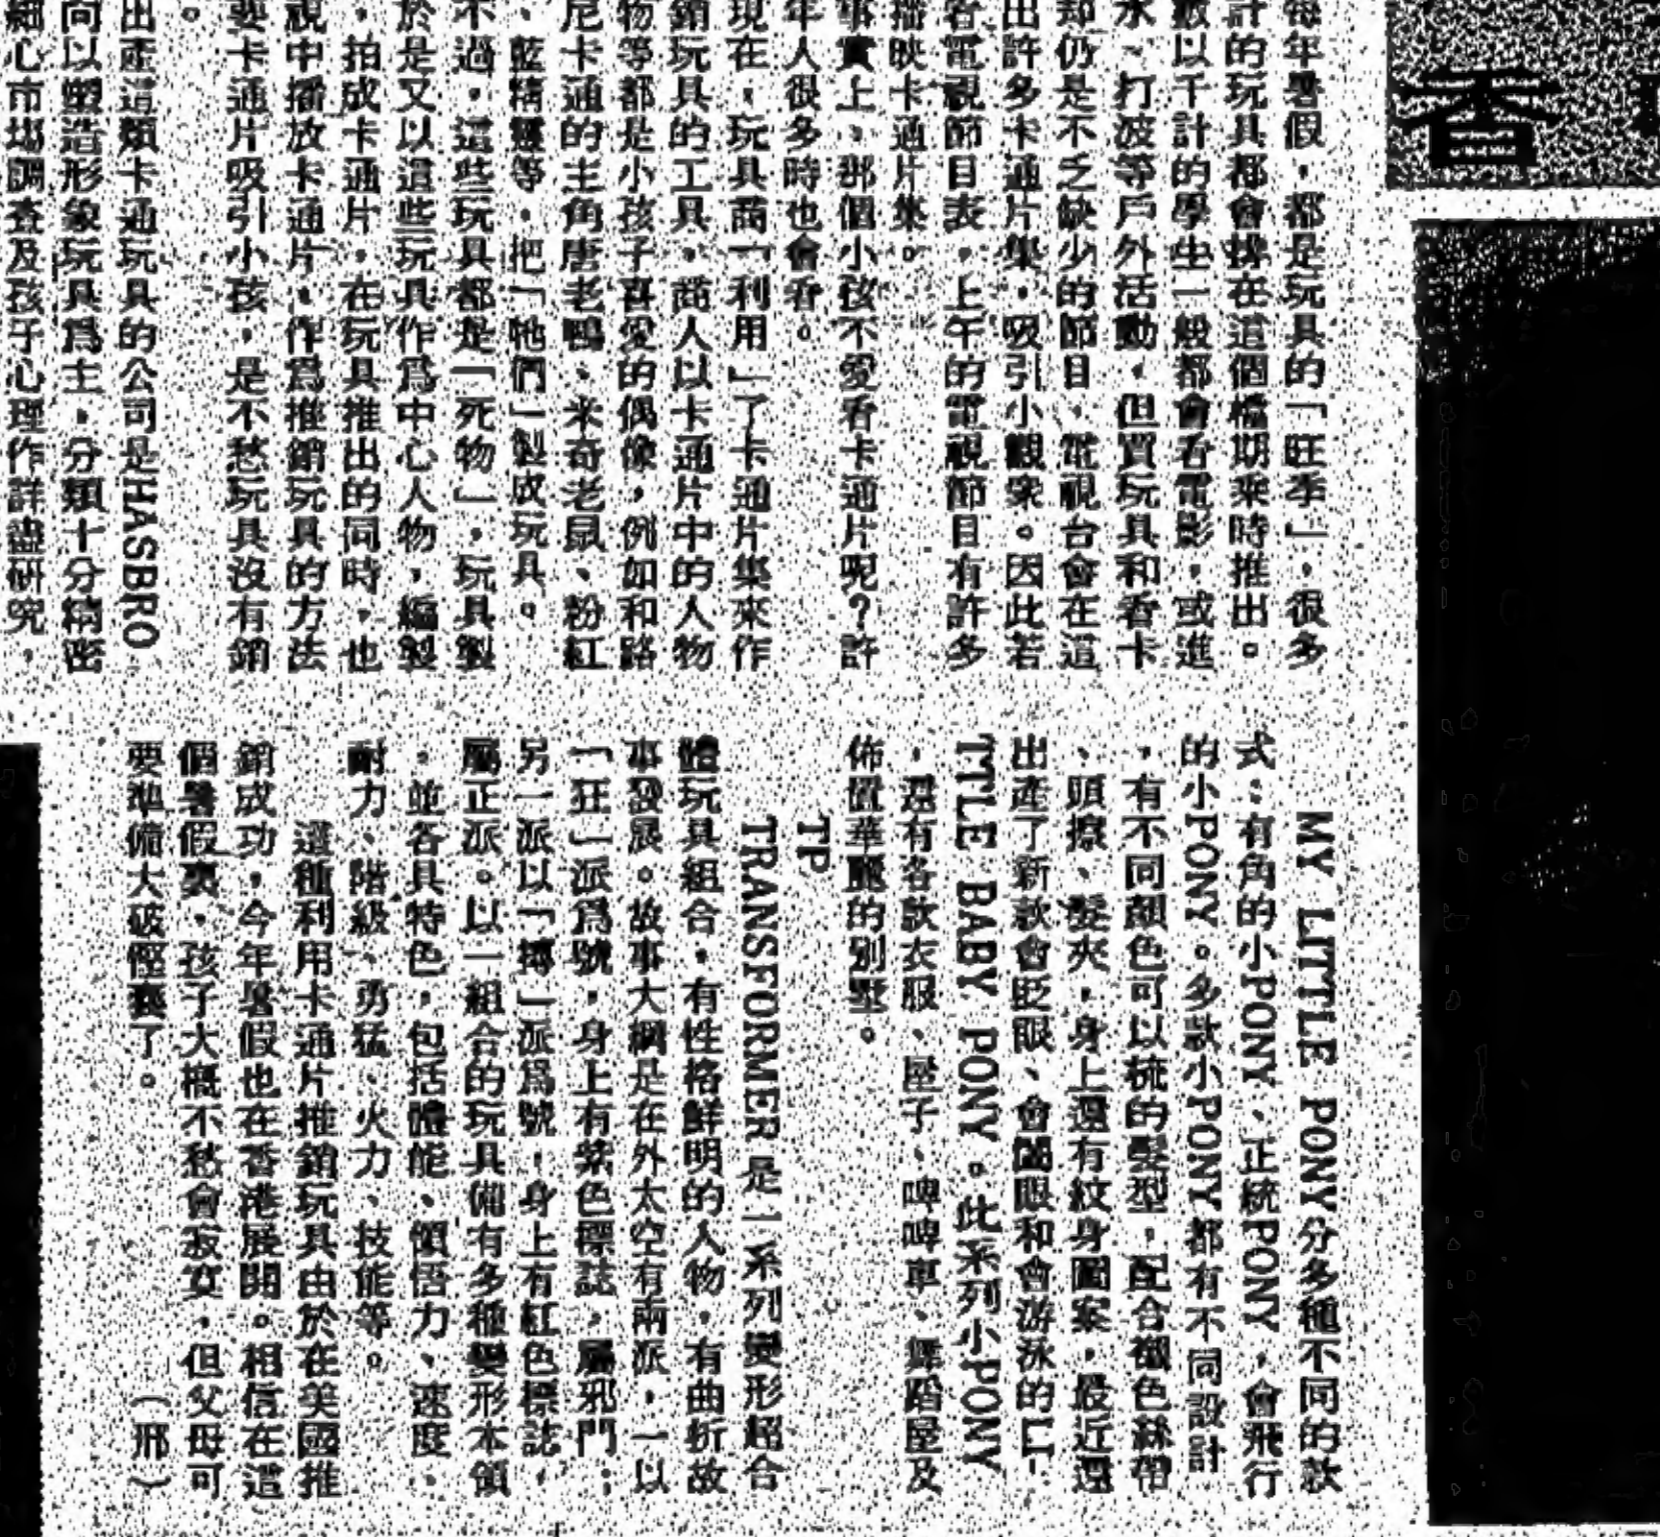 香
每年暑假，都是玩具的「旺季」，很多
計的玩具都會揀在這個檔期來時推出。
數以千計的學生一般都會看電影，或進
水、打波等戶外活動，但買玩具和看卡
却仍是不乏缺少的節目，電視台會在這
出許多卡通片集，吸引小觀衆。因此若
各電視節目表，上午的電視節目有許多
播映卡通片集。
事實上，那個小孩不愛看卡通片呢？許
年人很多時也會看。
現在，玩具商「利用」了卡通片集來作
銷玩具的工具，商人以卡通片中的人物
物等都是小孩子喜愛的偶像，例如和路
尼卡通的主角唐老鴨、米奇老鼠、粉紅
、藍精靈等，把「牠們」製成玩具。
不過，這些玩具都是「死物」，玩具製
於是又以這些玩具作爲中心人物，編製
，拍成卡通片，在玩具推出的同時，也
視中播放卡通片，作爲推銷玩具的方法
要卡通片吸引小孩，是不愁玩具沒有銷
。
出產這類卡通玩具的公司是HASBRO
向以塑造形象玩具爲主，分類十分精密
細心市場調查及孩子心理作詳盡研究，
MY LITTLE PONY分多種不同的款
式：有角的小PONY、正統PONY，會飛行
的小PONY。多款小PONY都有不同設計
，有不同顏色可以梳的髮型，配合襯色絲帶
、頭擦、髮夾，身上還有紋身圖案，最近還
出產了新款會眨眼、會閉眼和會游泳的LI-
TTLE BABY PONY。此系列小PONY
，還有各款衣服、屋子、啤啤車、舞蹈屋及
佈置華麗的別墅。
TP
TRANSFORMER是一系列變形超合
體玩具組合，有性格鮮明的人物，有曲折故
事發展。故事大綱是在外太空有兩派，一以
「狂」派爲號，身上有紫色標誌，屬邪門；
另一派以「搏」派爲號，身上有紅色標誌，
屬正派。以一組合的玩具備有多種變形本領
，並各具特色，包括體能、領悟力、速度、
耐力、階級、勇猛、火力、技能等。
這種利用卡通片推銷玩具由於在美國推
銷成功，今年暑假也在香港展開。相信在這
個暑假裏，孩子大概不愁會寂寞，但父母可
要準備大破慳囊了。
（邢）